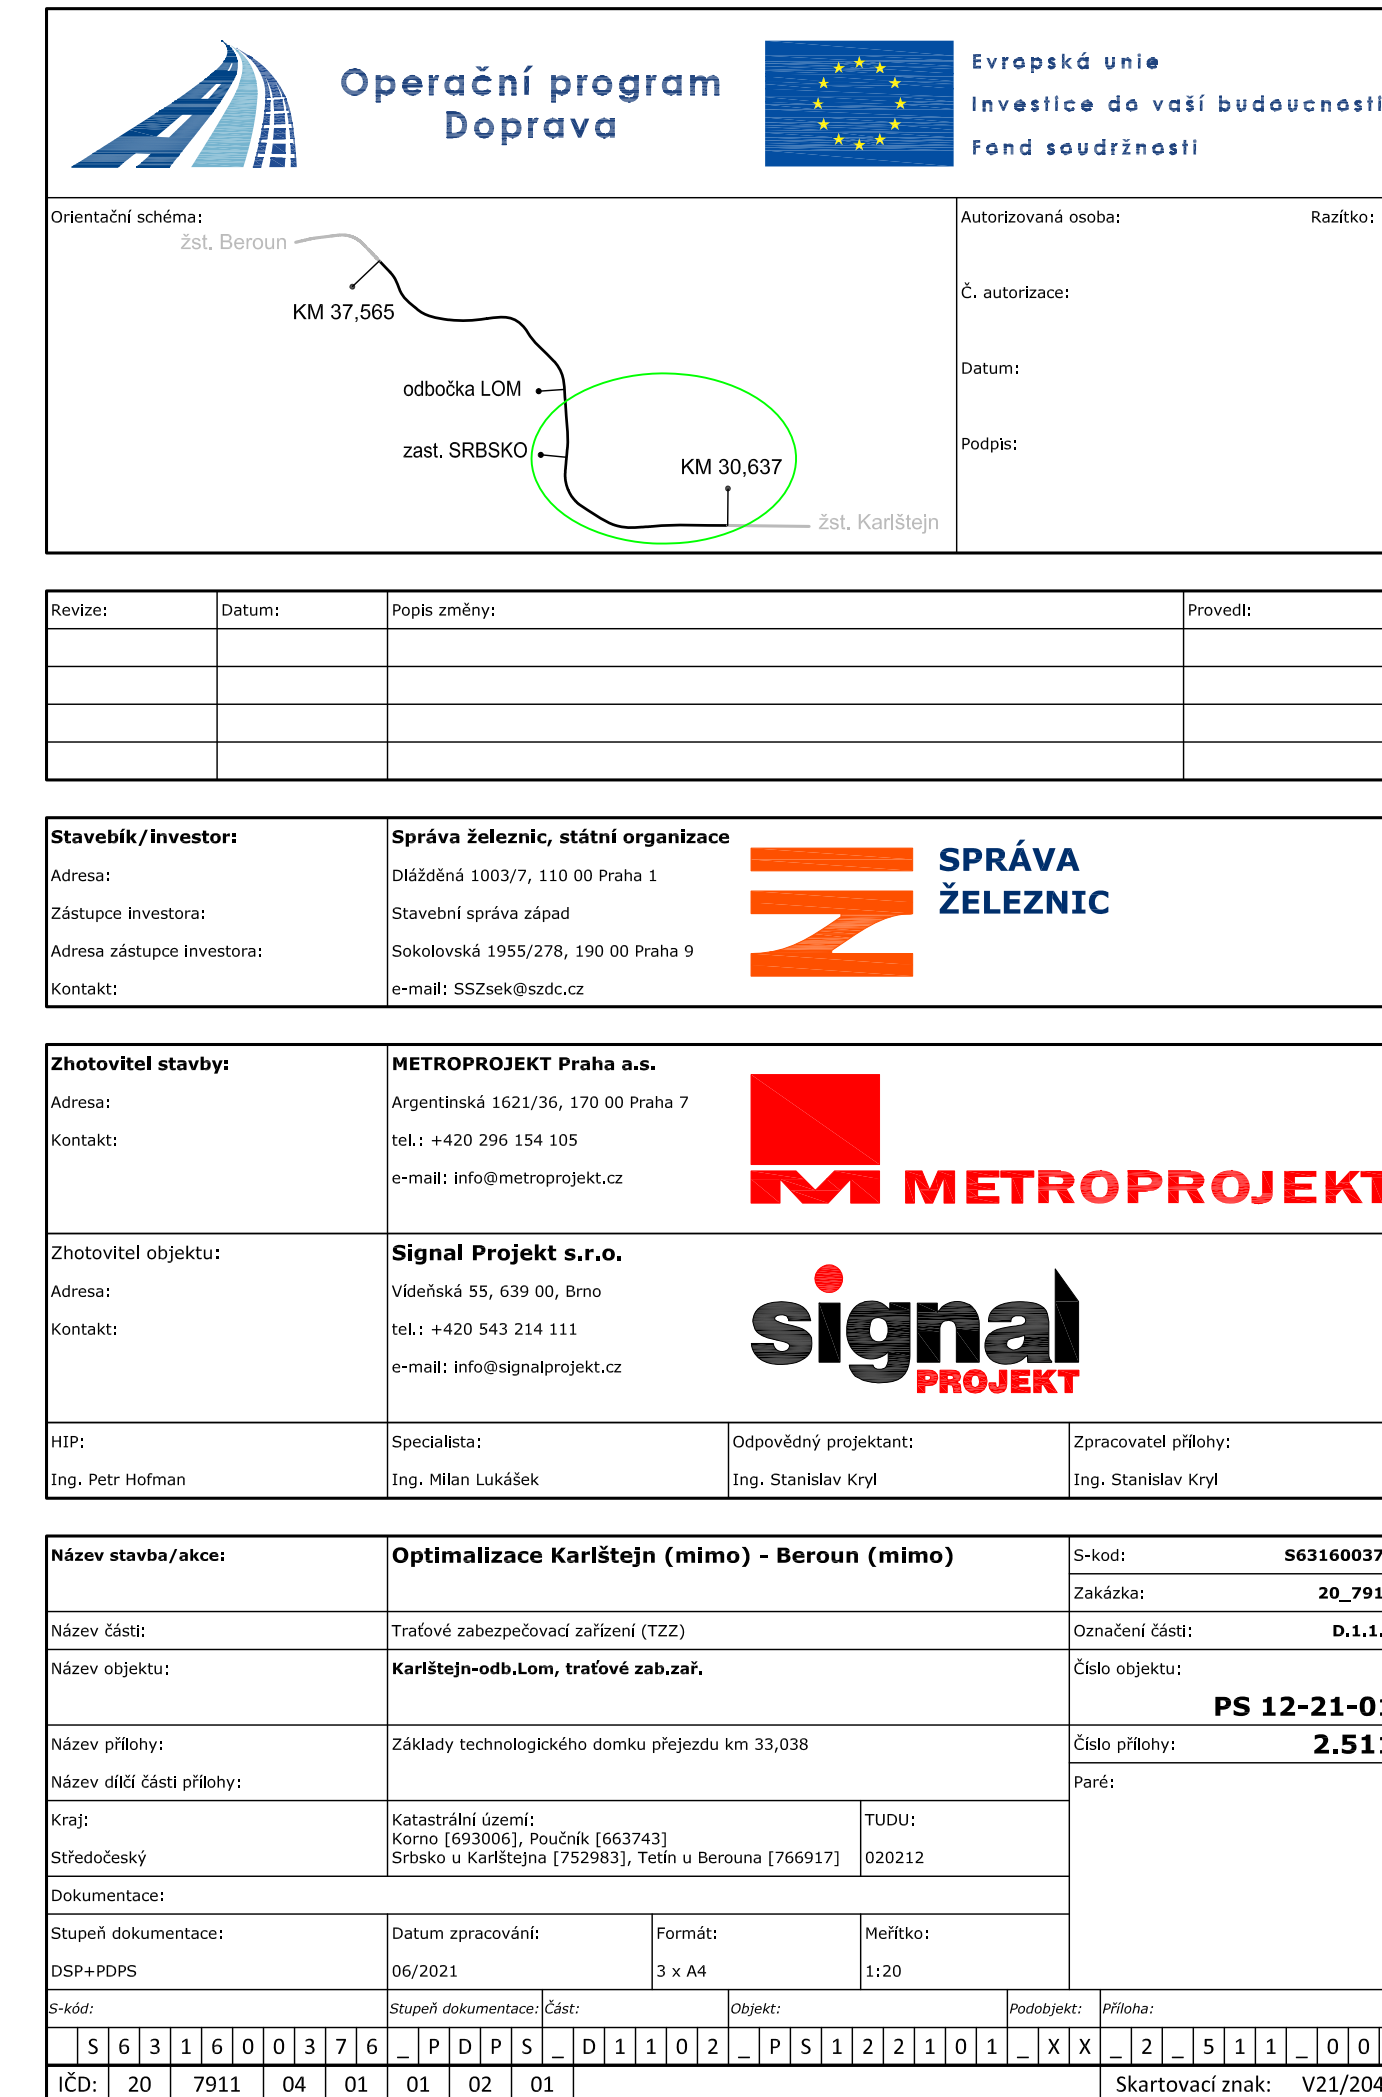 Operační program
Doprava
Evropská unie
Investice do vaší budoucnosti
Fond soudržnosti
Orientační schéma:
Autorizovaná osoba:
Razítko:
žst. Beroun
Č. autorizace:
KM 37,565
Datum:
odbočka LOM
Podpis:
zast. SRBSKO
KM 30,637
žst. Karlštejn
Revize: Datum: Popis změny: Provedl:
Stavebík/investor: Správa železnic, státní organizace
SPRÁVA
ŽELEZNIC
Adresa: Dlážděná 1003/7, 110 00 Praha 1
Zástupce investora: Stavební správa západ
Adresa zástupce investora: Sokolovská 1955/278, 190 00 Praha 9
Kontakt: e-mail: SSZsek@szdc.cz
Zhotovitel stavby: METROPROJEKT Praha a.s.
Adresa: Argentinská 1621/36, 170 00 Praha 7
Kontakt: tel.: +420 296 154 105
e-mail: info@metroprojekt.cz
METROPROJEKT
Zhotovitel objektu: Signal Projekt s.r.o.
Adresa: Vídeňská 55, 639 00, Brno
Kontakt: tel.: +420 543 214 111
e-mail: info@signalprojekt.cz
signal
PROJEKT
HIP: Specialista: Odpovědný projektant: Zpracovatel přílohy:
Ing. Petr Hofman Ing. Milan Lukášek Ing. Stanislav Kryl Ing. Stanislav Kryl
Název stavba/akce: Optimalizace Karlštejn (mimo) - Beroun (mimo) S-kod: S63160037
Zakázka: 20_791
Název části: Traťové zabezpečovací zařízení (TZZ) Označení části: D.1.1.
Název objektu: Karlštejn-odb.Lom, traťové zab.zař. Číslo objektu:
PS 12-21-01
Název přílohy: Základy technologického domku přejezdu km 33,038 Číslo přílohy: 2.511
Název dílčí části přílohy: Paré:
Kraj: Katastrální území: TUDU:
Korno [693006], Poučník [663743]
Středočeský Srbsko u Karlštejna [752983], Tetín u Berouna [766917] 020212
Dokumentace:
Stupeň dokumentace: Datum zpracování: Formát: Meřítko:
DSP+PDPS 06/2021 3 x A4 1:20
S-kód: Stupeň dokumentace: Část: Objekt: Podobjekt: Příloha:
S 6 3 1 6 0 0 3 7 6 _ P D P S _ D 1 1 0 2 _ P S 1 2 2 1 0 1 _ X X _ 2 _ 5 1 1 _ 0 0
IČD: 20 7911 04 01 01 02 01 Skartovací znak: V21/204